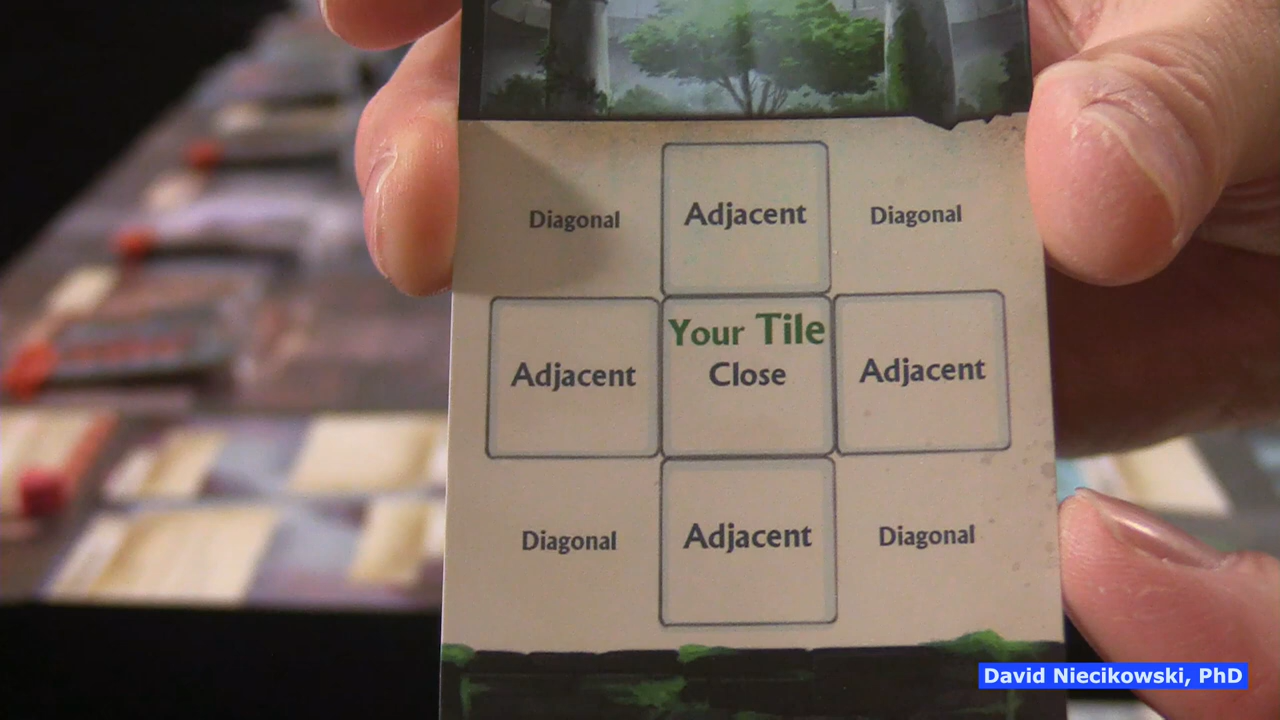 Diagonal
Adjacent
Diagonal
Adjacent
Your Tile
Close
Adjacent
Diagonal
Adjacent
Diagonal
David Niecikowski, PhD